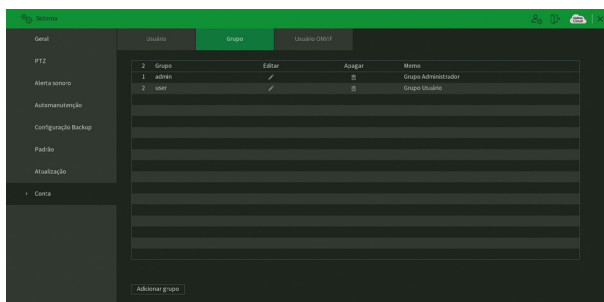 Sistema
Geral
PTZ
Alerta sonoro
Automanutenção
Configuração Backup
Padrão
Atualização
Conta
Usuário Grupo Usuário ONVIF
2 Grupo Editar Apagar Memo
1 admin Grupo Administrador
2 user Grupo Usuário
Adicionar grupo